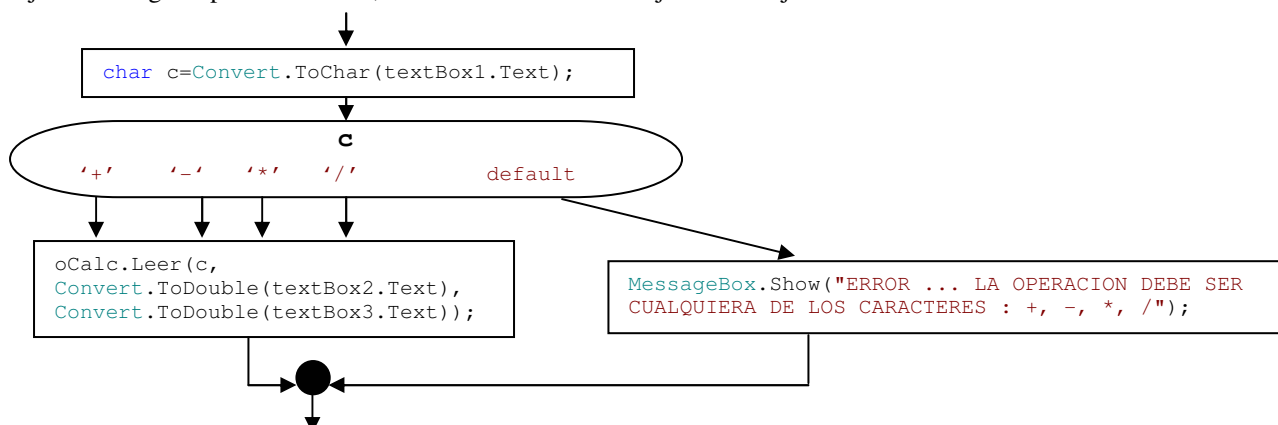 char c=Convert.ToChar(textBox1.Text);
c
‘+’ ‘-‘ ‘*’ ‘/’ default
oCalc.Leer(c,
Convert.ToDouble(textBox2.Text),
Convert.ToDouble(textBox3.Text));
MessageBox.Show("ERROR ... LA OPERACION DEBE SER
CUALQUIERA DE LOS CARACTERES : +, -, *, /");